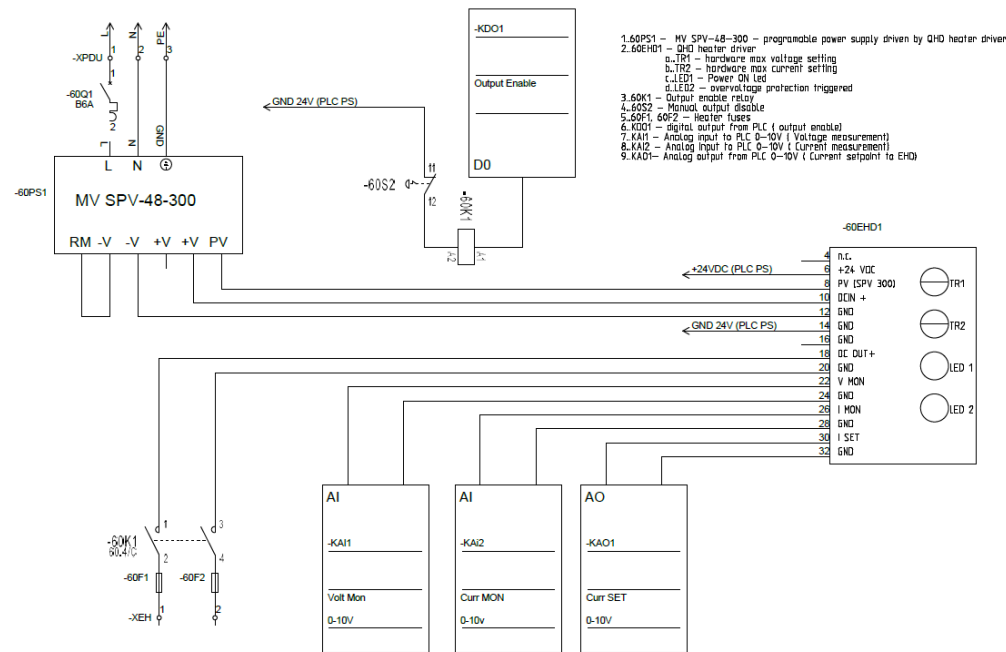 L N PE
-XPDU 1 2 3
1
-60Q1
B6A
2
L N GND
L N
-60PS1
MV SPV-48-300
RM -V -V +V +V PV
GND 24V (PLC PS)
-KDO1
Output Enable
D0
11
-60S2
12
-60K1
A2 A1
1.60PS1 - MV SPV-48-300 - programable power supply driven by QHD heater driver
2.60EHD1 - QHD heater driver
a.TR1 - hardware max voltage setting
b.TR2 - hardware max current setting
c.LED1 - Power ON led
d.LED2 - overvoltage protection triggered
3.60K1 - Output enable relay
4.60S2 - Manual output disable
5.60F1, 60F2 - Heater fuses
6.KDO1 - digital output from PLC ( output enable)
7.KAI1 - Analog input to PLC 0-10V ( Voltage measurement)
8.KAI2 - Analog Input to PLC 0-10V ( Current measurement)
9.KAO1- Analog output from PLC 0-10V ( Current setpoint to EHD)
-60EHD1
4 n.c.
+24VDC (PLC PS)
6 +24 VDC
8 PV (SPV 300)
TR1
10 DCIN +
12 GND
GND 24V (PLC PS)
14 GND
TR2
16 GND
18 DC OUT+
20 GND
LED 1
22 V MON
24 GND
26 I MON
LED 2
28 GND
30 I SET
32 GND
1 3
-60K1
60.4/C
2 4
-60F1 -60F2
-XEH 1 2
AI
-KAI1
Volt Mon
0-10V
AI
-KAi2
Curr MON
0-10v
AO
-KAO1
Curr SET
0-10V